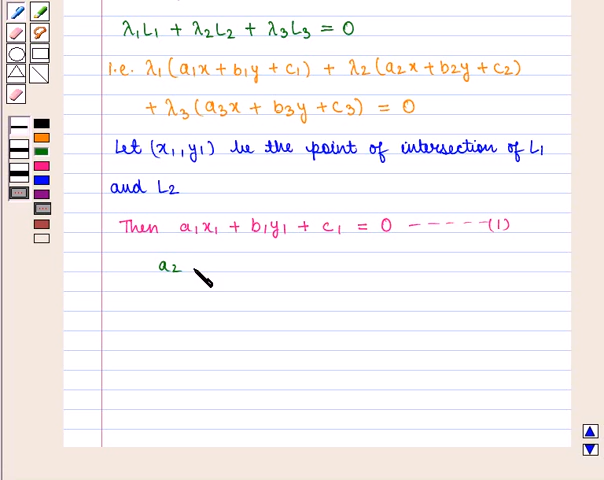 λ₁L₁ + λ₂L₂ + λ₃L₃ = 0
i.e. λ₁(a₁x + b₁y + c₁) + λ₂(a₂x + b₂y + c₂)
+ λ₃(a₃x + b₃y + c₃) = 0
Let (x₁, y₁) be the point of intersection of L₁
and L₂
Then a₁x₁ + b₁y₁ + c₁ = 0 -----(1)
a₂